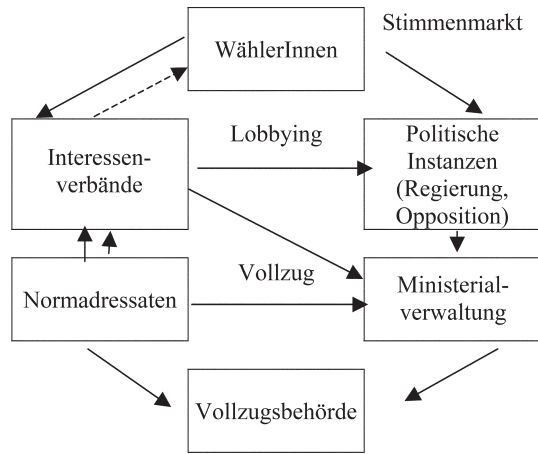 Stimmenmarkt
WählerInnen
Lobbying
Interessen-
verbände
Politische
Instanzen
(Regierung,
Opposition)
Vollzug
Normadressaten
Ministerial-
verwaltung
Vollzugsbehörde